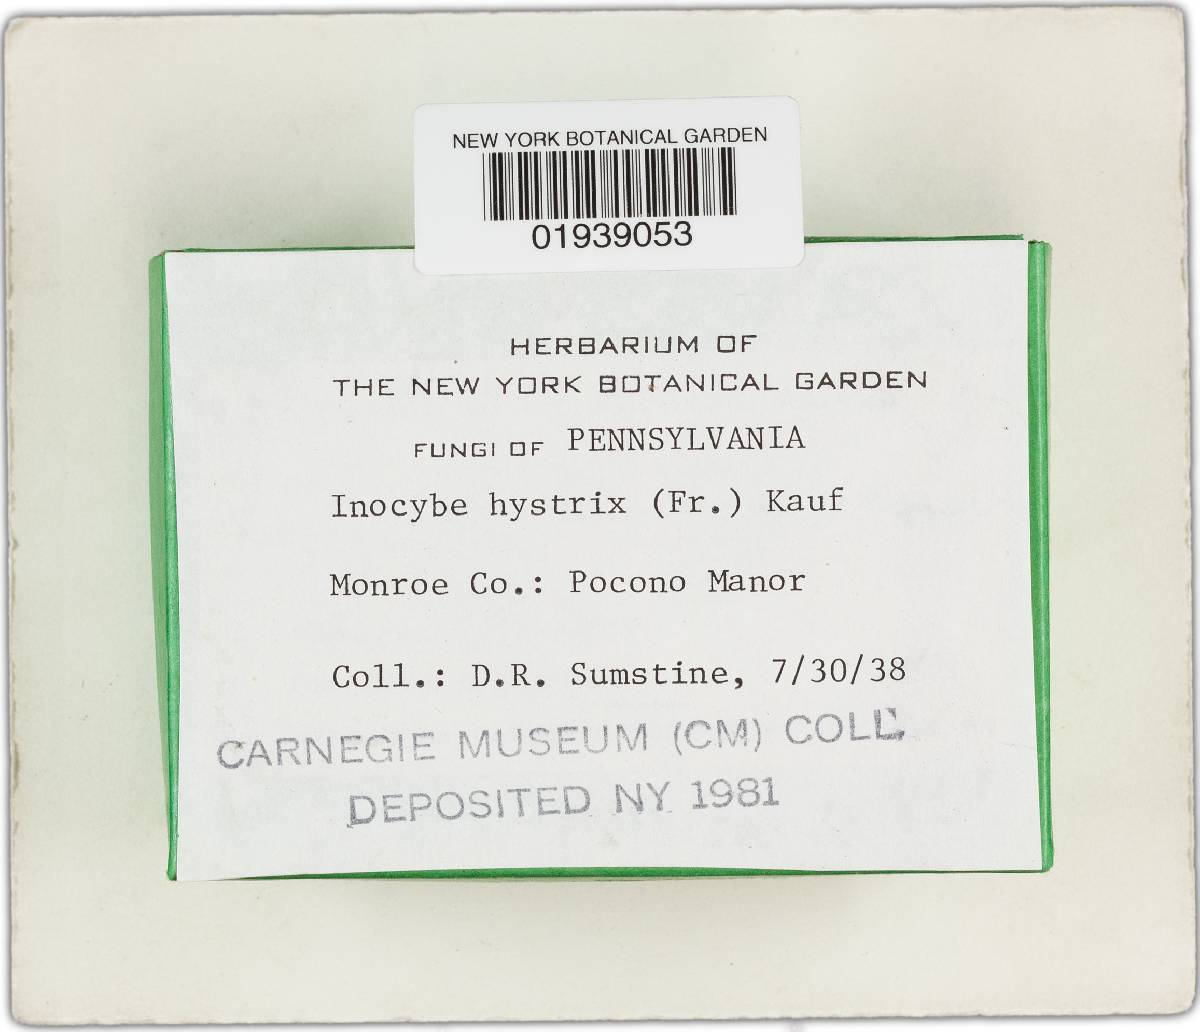 NEW YORK BOTANICAL GARDEN
01939053
HERBARIUM OF
THE NEW YORK BOTANICAL GARDEN
FUNGI OF PENNSYLVANIA
Inocybe hystrix (Fr.) Kauf
Monroe Co.: Pocono Manor
Coll.: D.R. Sumstine, 7/30/38
CARNEGIE MUSEUM (CM) COLL
DEPOSITED NY 1981